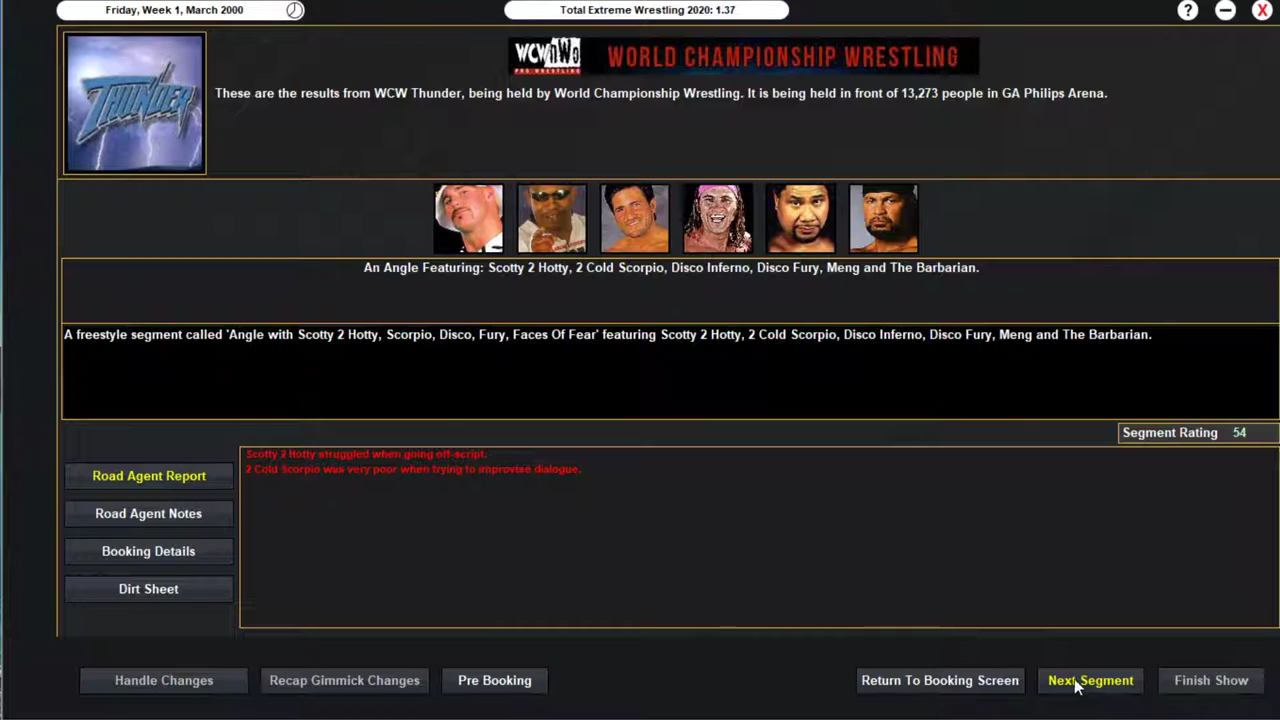 Friday, Week 1, March 2000
Total Extreme Wrestling 2020: 1.37
?
X
THUNDER
WCW
PRO WRESTLING
WORLD CHAMPIONSHIP WRESTLING
These are the results from WCW Thunder, being held by World Championship Wrestling. It is being held in front of 13,273 people in GA Philips Arena.
An Angle Featuring: Scotty 2 Hotty, 2 Cold Scorpio, Disco Inferno, Disco Fury, Meng and The Barbarian.
A freestyle segment called 'Angle with Scotty 2 Hotty, Scorpio, Disco, Fury, Faces Of Fear' featuring Scotty 2 Hotty, 2 Cold Scorpio, Disco Inferno, Disco Fury, Meng and The Barbarian.
Segment Rating 54
Scotty 2 Hotty struggled when going off-script.
2 Cold Scorpio was very poor when trying to improvise dialogue.
Road Agent Report
Road Agent Notes
Booking Details
Dirt Sheet
Handle Changes
Recap Gimmick Changes
Pre Booking
Return To Booking Screen
Next Segment
Finish Show